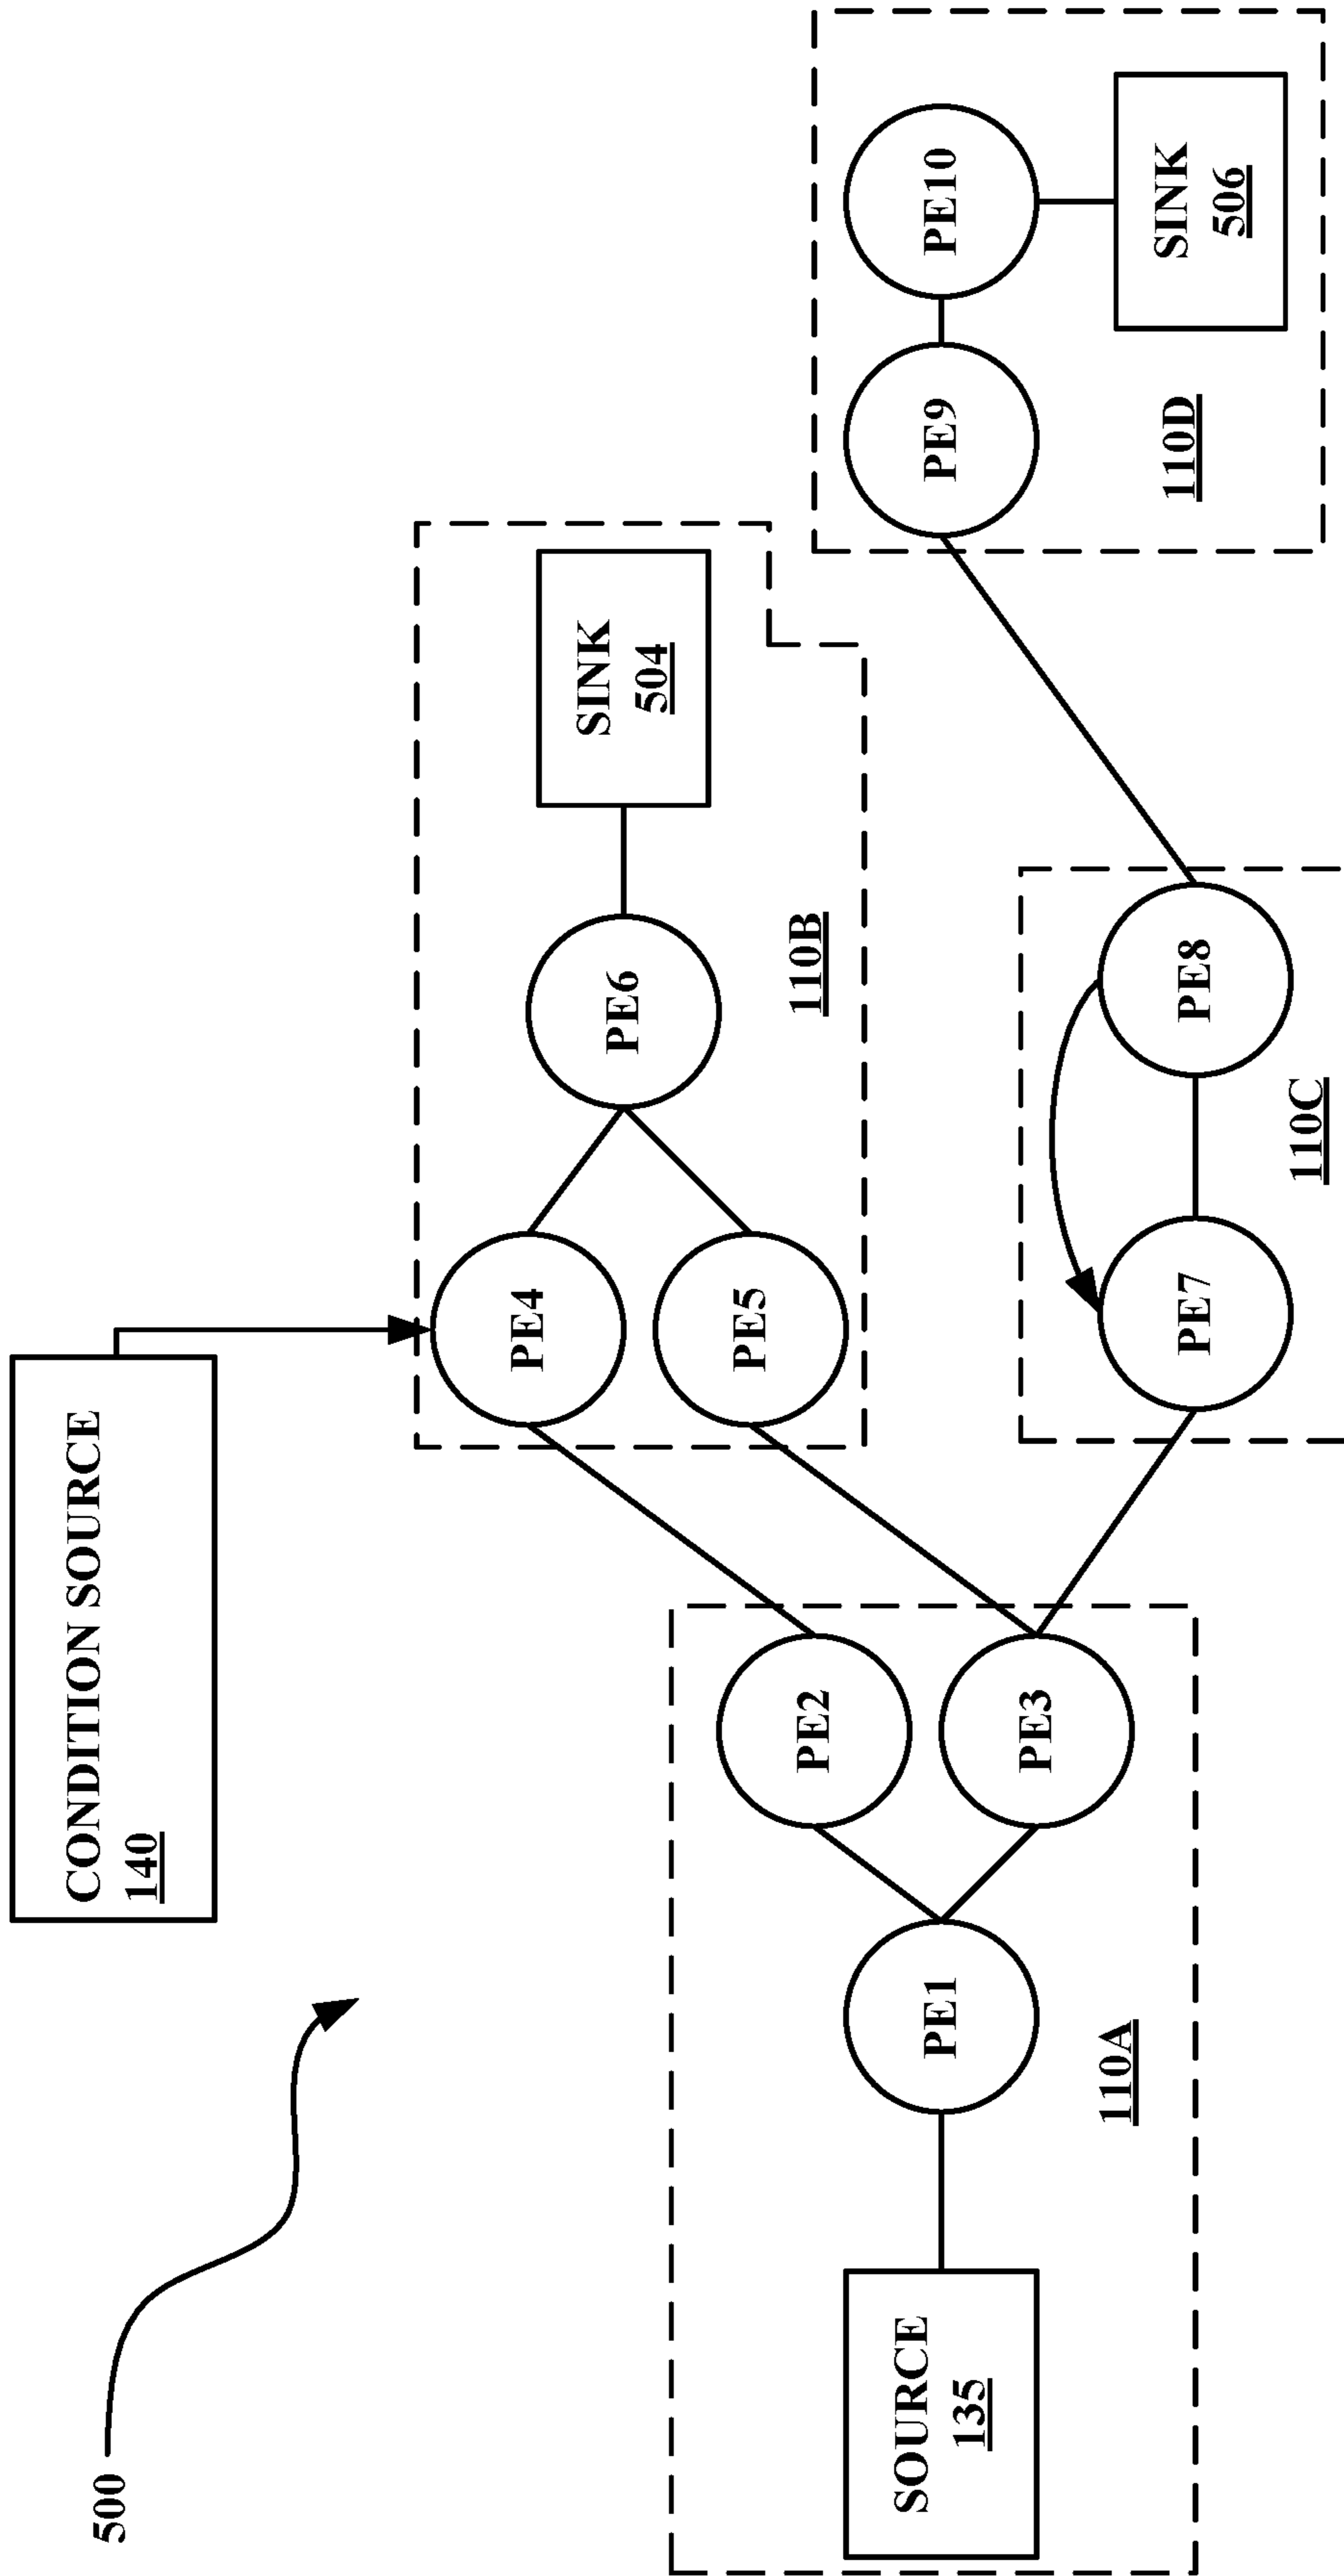 500
CONDITION SOURCE
140
SOURCE
135
PE1
PE2
PE3
110A
PE4
PE5
PE6
SINK
504
110B
PE7
PE8
110C
PE9
PE10
SINK
506
110D